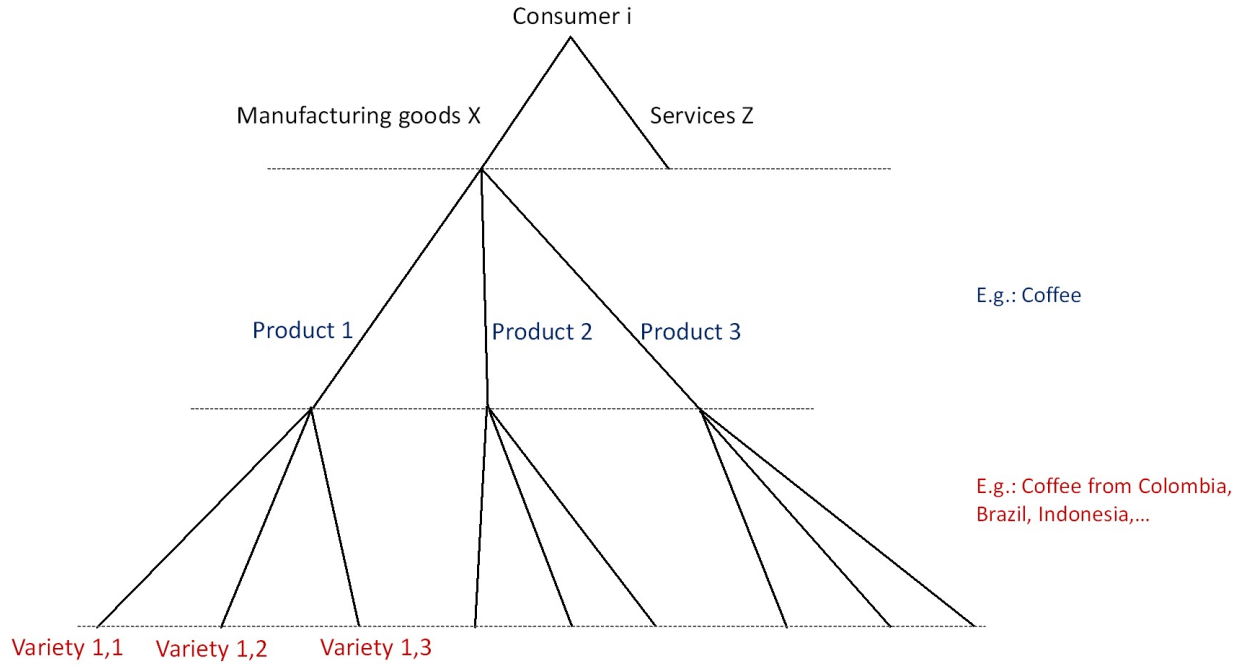 Consumer i
Manufacturing goods X
Services Z
E.g.: Coffee
Product 1
Product 2
Product 3
E.g.: Coffee from Colombia,
Brazil, Indonesia,...
Variety 1,1
Variety 1,2
Variety 1,3